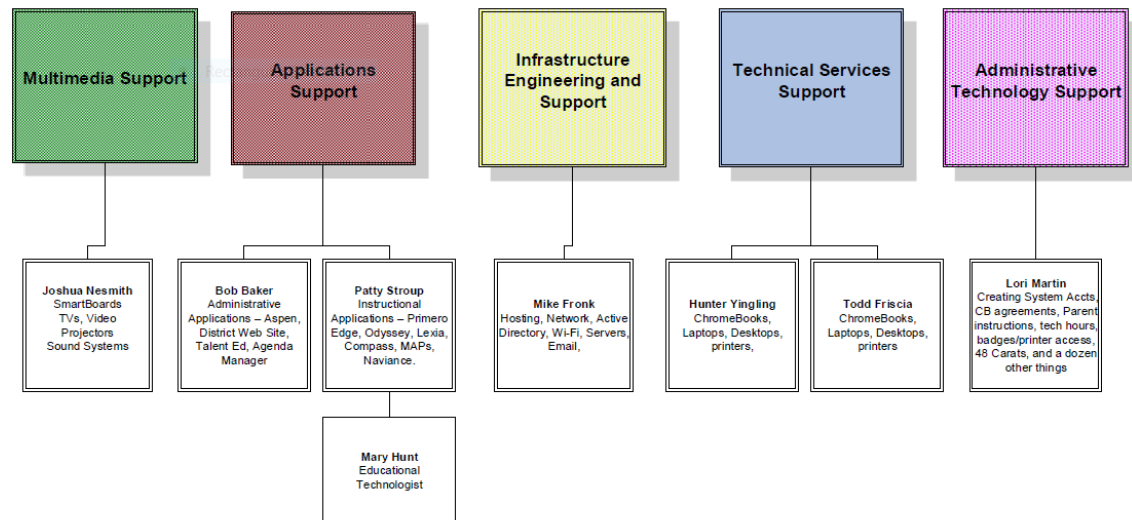 Multimedia Support
Applications
Support
Infrastructure
Engineering and
Support
Technical Services
Support
Administrative
Technology Support
Joshua Nesmith
SmartBoards
TVs, Video
Projectors
Sound Systems
Bob Baker
Administrative
Applications – Aspen,
District Web Site,
Talent Ed, Agenda
Manager
Patty Stroup
Instructional
Applications – Primero
Edge, Odyssey, Lexia,
Compass, MAPs,
Naviance.
Mike Fronk
Hosting, Network, Active
Directory, Wi-Fi, Servers,
Email,
Hunter Yingling
ChromeBooks,
Laptops, Desktops,
printers,
Todd Friscia
ChromeBooks,
Laptops, Desktops,
printers
Lori Martin
Creating System Accts,
CB agreements, Parent
instructions, tech hours,
badges/printer access,
48 Carats, and a dozen
other things
Mary Hunt
Educational
Technologist